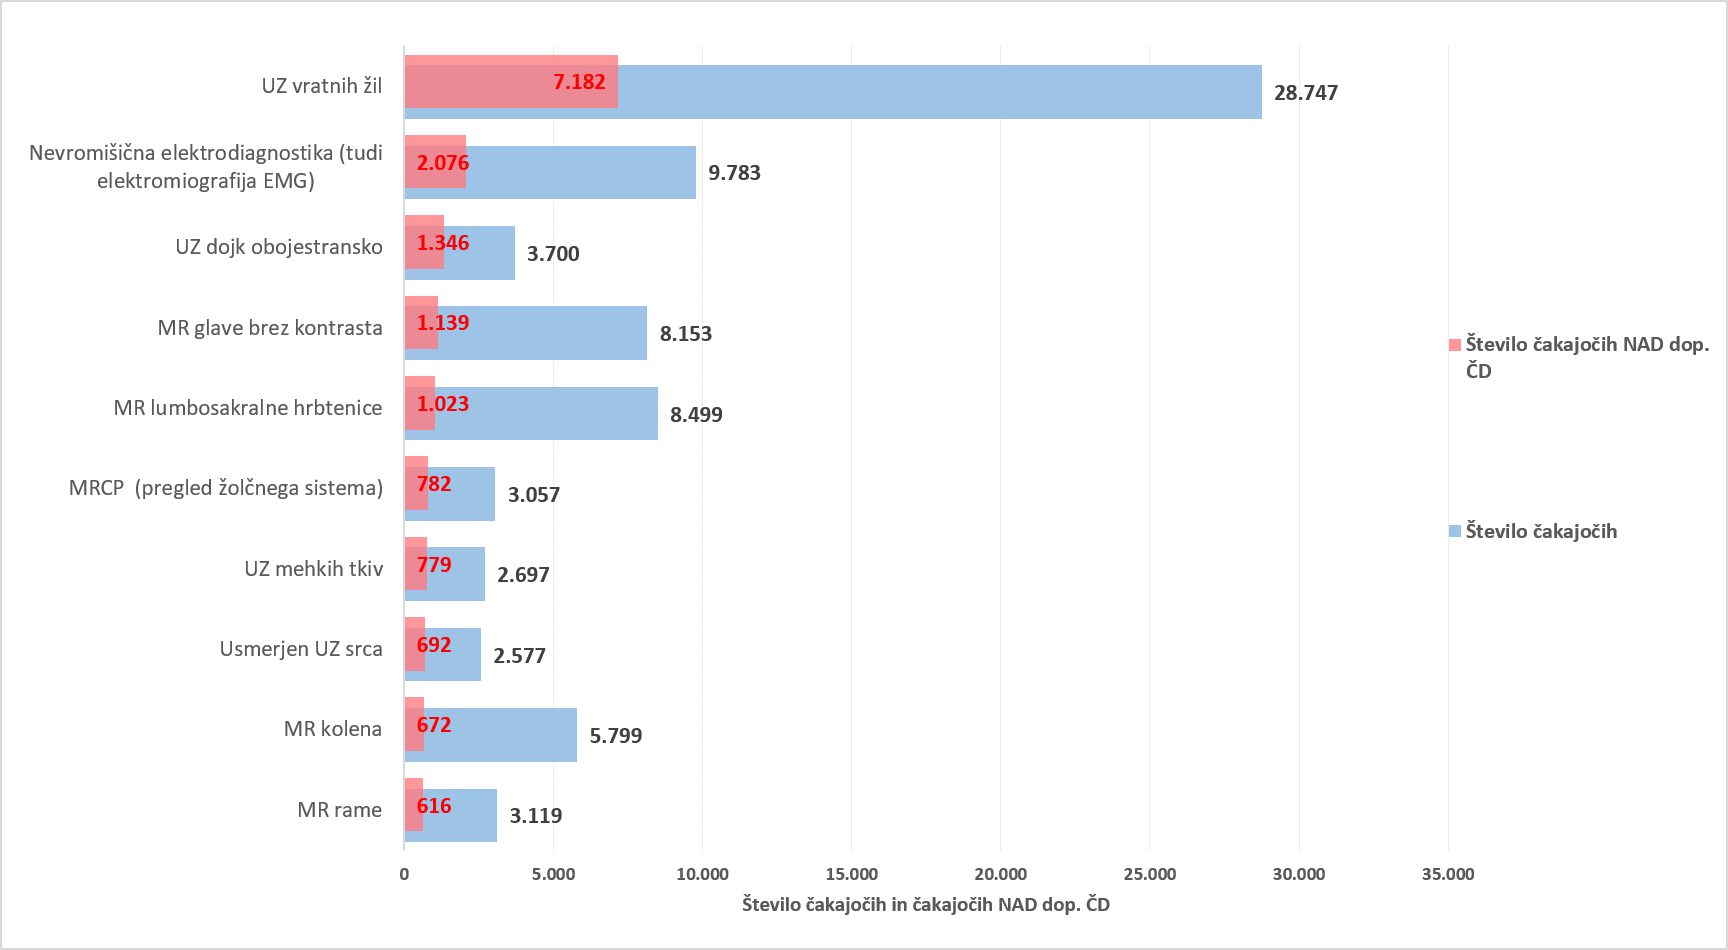 UZ vratnih žil
7.182
28.747
Nevromišična elektrodiagnostika (tudi
elektromiografija EMG)
2.076
9.783
UZ dojk obojestransko
1.346
3.700
MR glave brez kontrasta
1.139
8.153
MR lumbosakralne hrbtenice
1.023
8.499
MRCP  (pregled žolčnega sistema)
782
3.057
UZ mehkih tkiv
779
2.697
Usmerjen UZ srca
692
2.577
MR kolena
672
5.799
MR rame
616
3.119
0
5.000
10.000
15.000
20.000
25.000
30.000
35.000
Število čakajočih in čakajočih NAD dop. ČD
Število čakajočih NAD dop.
ČD
Število čakajočih